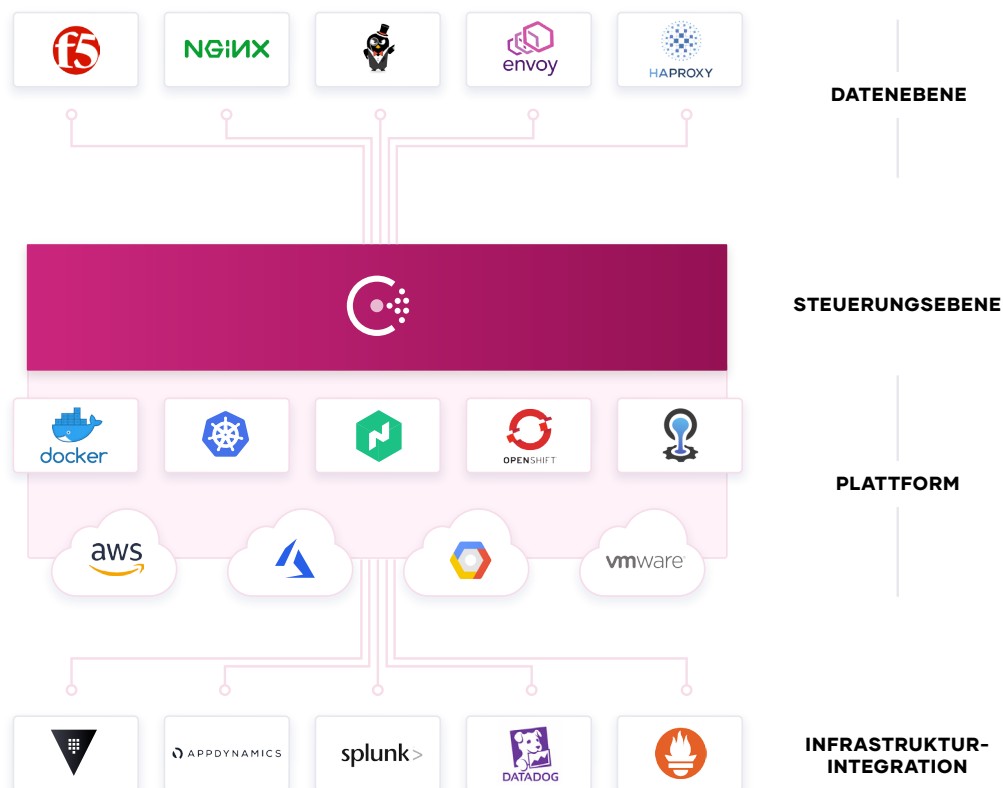 f5
NGINX
envoy
HAPROXY
DATENEBENE
STEUERUNGSEBENE
docker
OPENSHIFT
PLATTFORM
aws
vmware
APPDYNAMICS
splunk>
DATADOG
INFRASTRUKTUR-
INTEGRATION